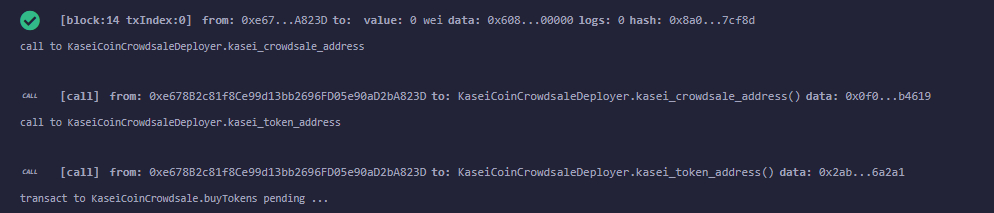 [block:14 txIndex:0] from: 0xe67...A823D to: value: 0 wei data: 0x608...00000 logs: 0 hash: 0x8a0...7cf8d
call to KaseiCoinCrowdsaleDeployer.kasei_crowdsale_address
CALL [call] from: 0xe678B2c81f8Ce99d13bb2696FD05e90aD2bA823D to: KaseiCoinCrowdsaleDeployer.kasei_crowdsale_address() data: 0x0f0...b4619
call to KaseiCoinCrowdsaleDeployer.kasei_token_address
CALL [call] from: 0xe678B2c81f8Ce99d13bb2696FD05e90aD2bA823D to: KaseiCoinCrowdsaleDeployer.kasei_token_address() data: 0x2ab...6a2a1
transact to KaseiCoinCrowdsale.buyTokens pending ...